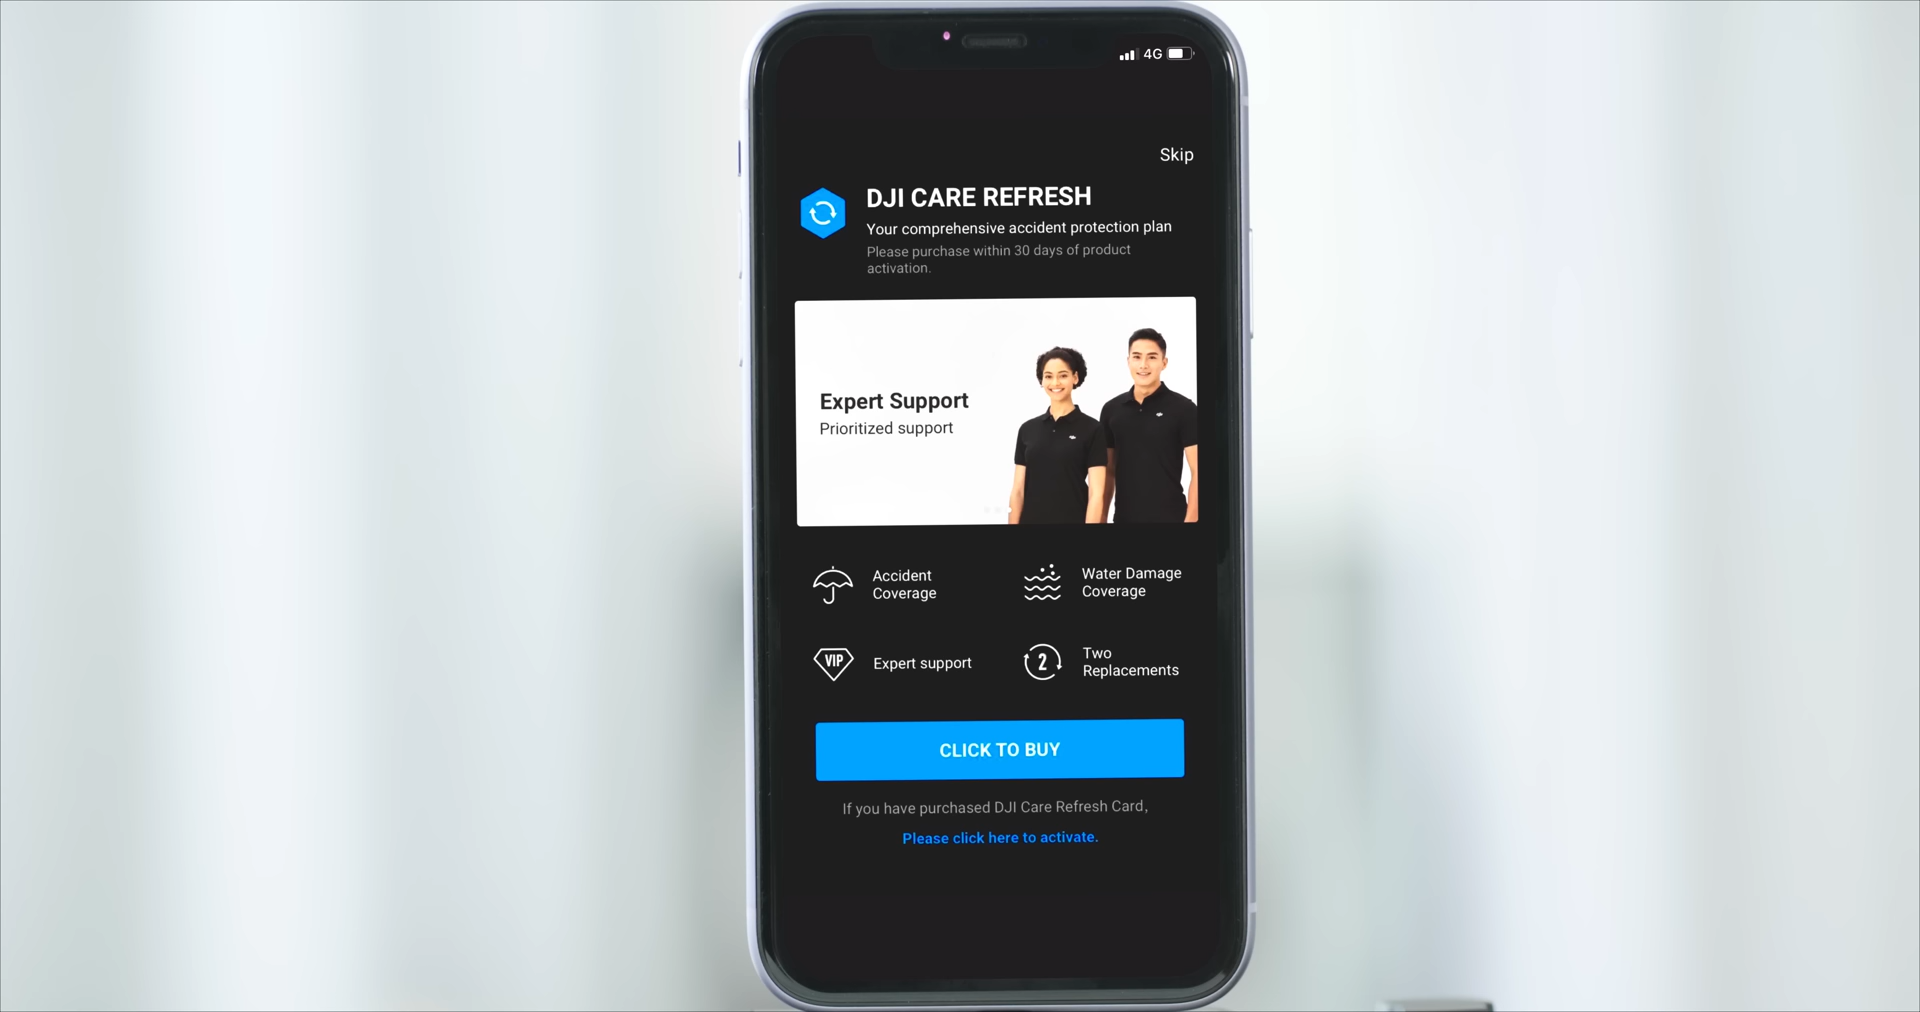 4G
Skip
DJI CARE REFRESH
Your comprehensive accident protection plan
Please purchase within 30 days of product
activation.
Expert Support
Prioritized support
Accident
Coverage
Water Damage
Coverage
VIP
Expert support
2
Two
Replacements
CLICK TO BUY
If you have purchased DJI Care Refresh Card,
Please click here to activate.